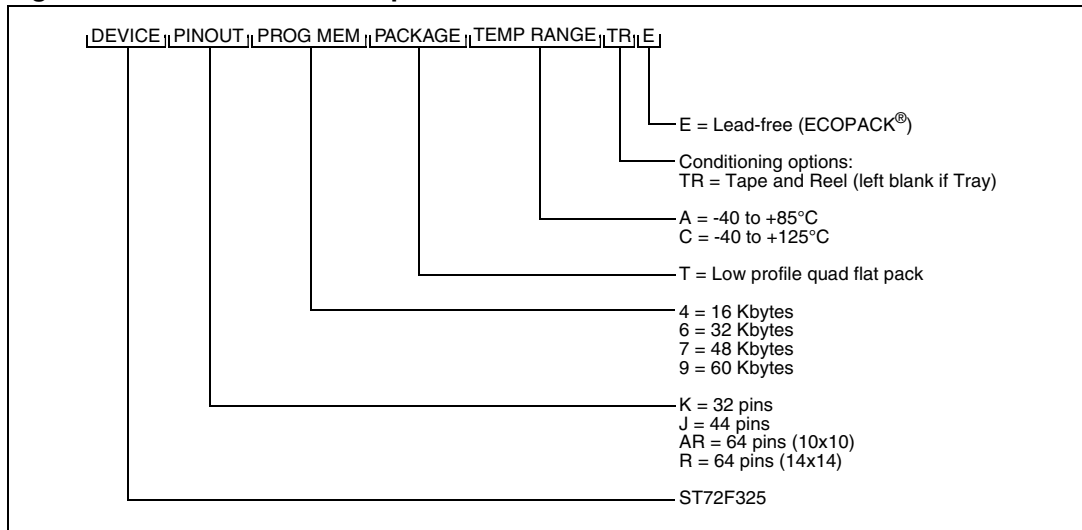 DEVICE PINOUT PROG MEM PACKAGE TEMP RANGE TR E
E = Lead-free (ECOPACK®)
Conditioning options:
TR = Tape and Reel (left blank if Tray)
A = -40 to +85°C
C = -40 to +125°C
T = Low profile quad flat pack
4 = 16 Kbytes
6 = 32 Kbytes
7 = 48 Kbytes
9 = 60 Kbytes
K = 32 pins
J = 44 pins
AR = 64 pins (10x10)
R = 64 pins (14x14)
ST72F325